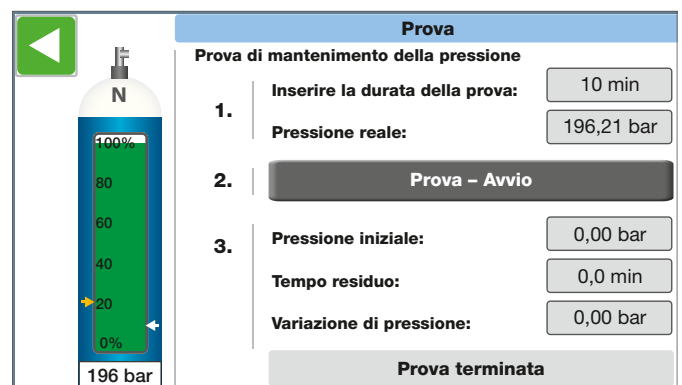 Prova
Prova di mantenimento della pressione
N
1.
Inserire la durata della prova:
10 min
Pressione reale:
196,21 bar
100%
80
60
40
20
0%
196 bar
2.
Prova – Avvio
3.
Pressione iniziale:
0,00 bar
Tempo residuo:
0,0 min
Variazione di pressione:
0,00 bar
Prova terminata